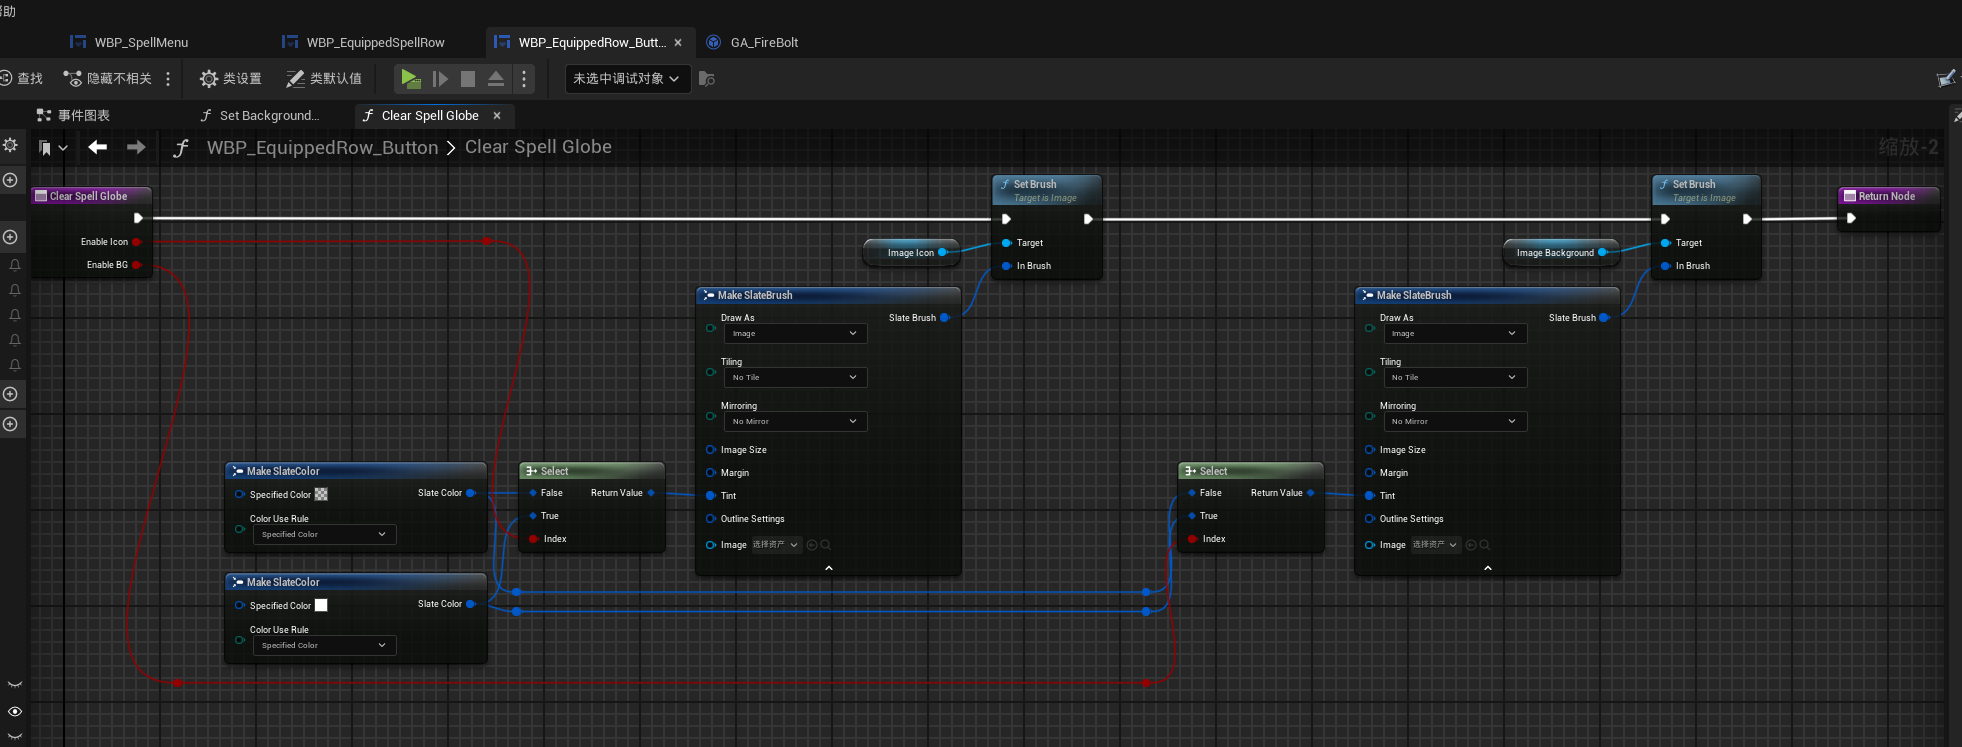 帮助
WBP_SpellMenu
WBP_EquippedSpellRow
WBP_EquippedRow_Butt...
GA_FireBolt
查找
隐藏不相关
类设置
类默认值
未选中调试对象
事件图表
Set Background...
Clear Spell Globe
WBP_EquippedRow_Button > Clear Spell Globe
缩放-2
Clear Spell Globe
Enable Icon
Enable BG
Set Brush
Target is Image
Target
In Brush
Image Icon
Set Brush
Target is Image
Target
In Brush
Image Background
Return Node
Make SlateBrush
Draw As
Slate Brush
Image
Tiling
No Tile
Mirroring
No Mirror
Image Size
Margin
Tint
Outline Settings
Image 选择资产
Make SlateBrush
Draw As
Slate Brush
Image
Tiling
No Tile
Mirroring
No Mirror
Image Size
Margin
Tint
Outline Settings
Image 选择资产
Make SlateColor
Specified Color
Slate Color
Color Use Rule
Specified Color
Select
False
Return Value
True
Index
Select
False
Return Value
True
Index
Make SlateColor
Specified Color
Slate Color
Color Use Rule
Specified Color